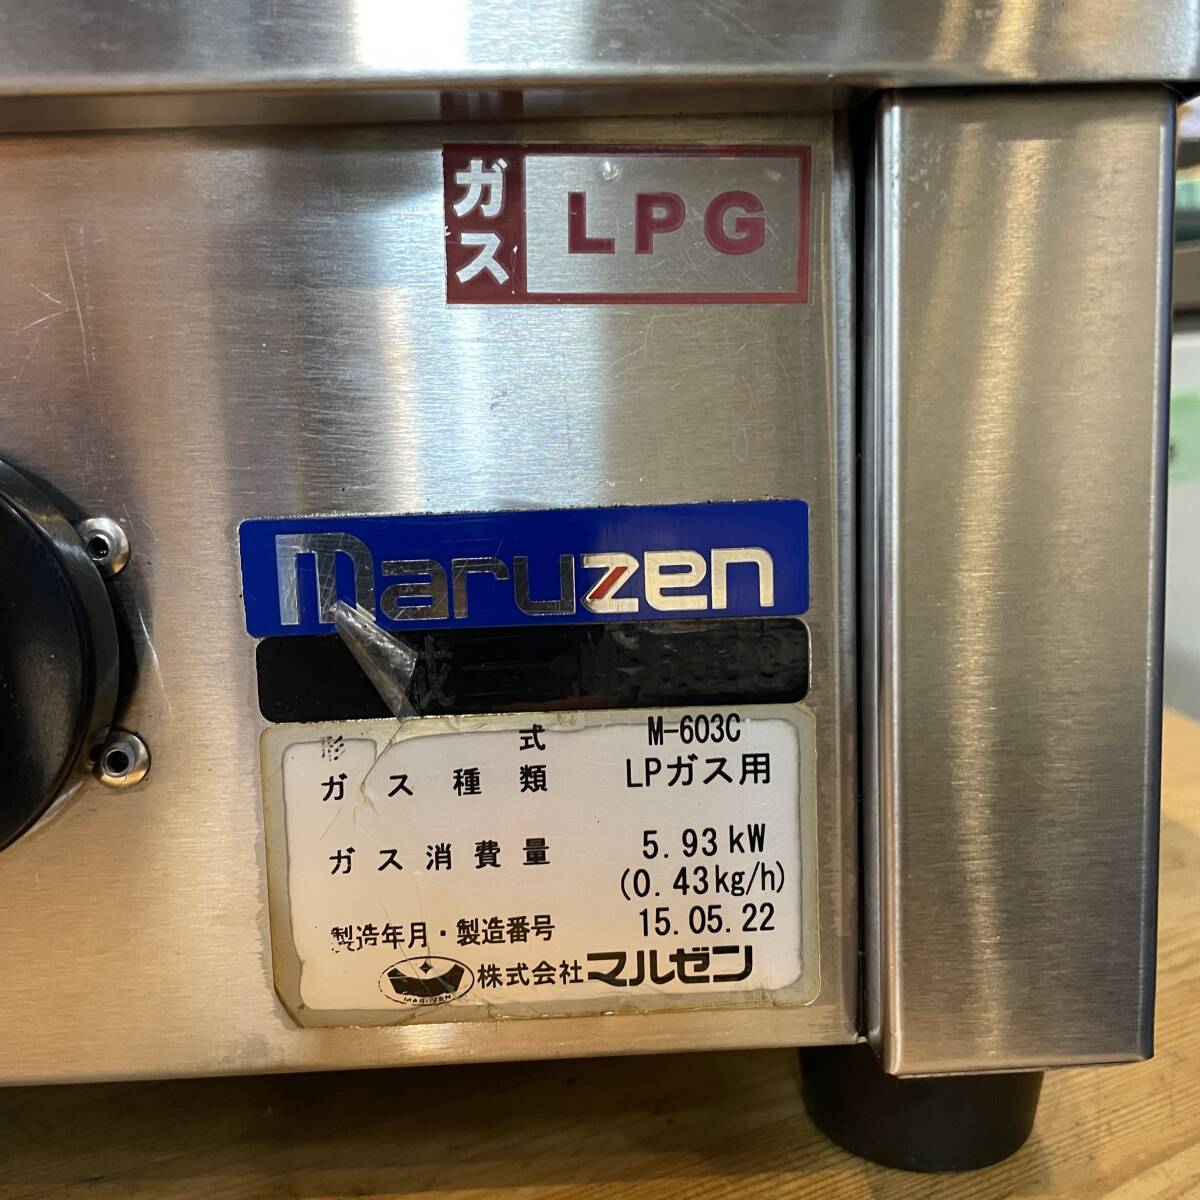 ガス LPG
maruzen
形式 M-603C
ガス種類 LPガス用
ガス消費量 5.93kW
(0.43kg/h)
製造年月・製造番号 15.05.22
MARUZEN 株式会社マルゼン